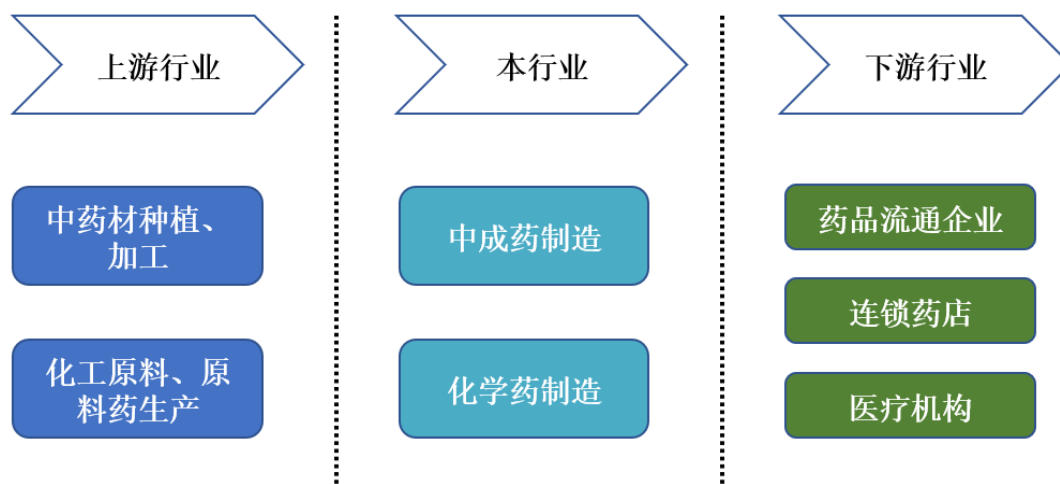 上游行业
本行业
下游行业
中药材种植、
加工
中成药制造
药品流通企业
连锁药店
化工原料、原
料药生产
化学药制造
医疗机构